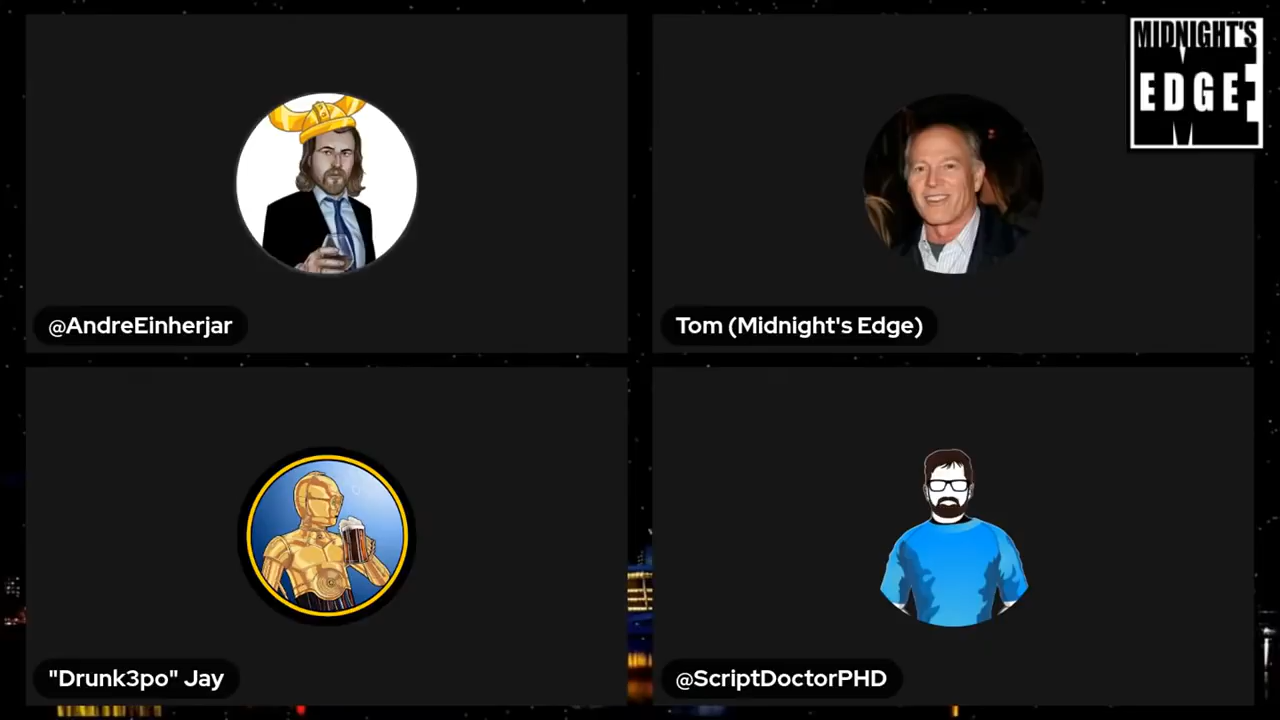 MIDNIGHT'S
EDGE
@AndreEinherjar
Tom (Midnight's Edge)
"Drunk3po" Jay
@ScriptDoctorPHD